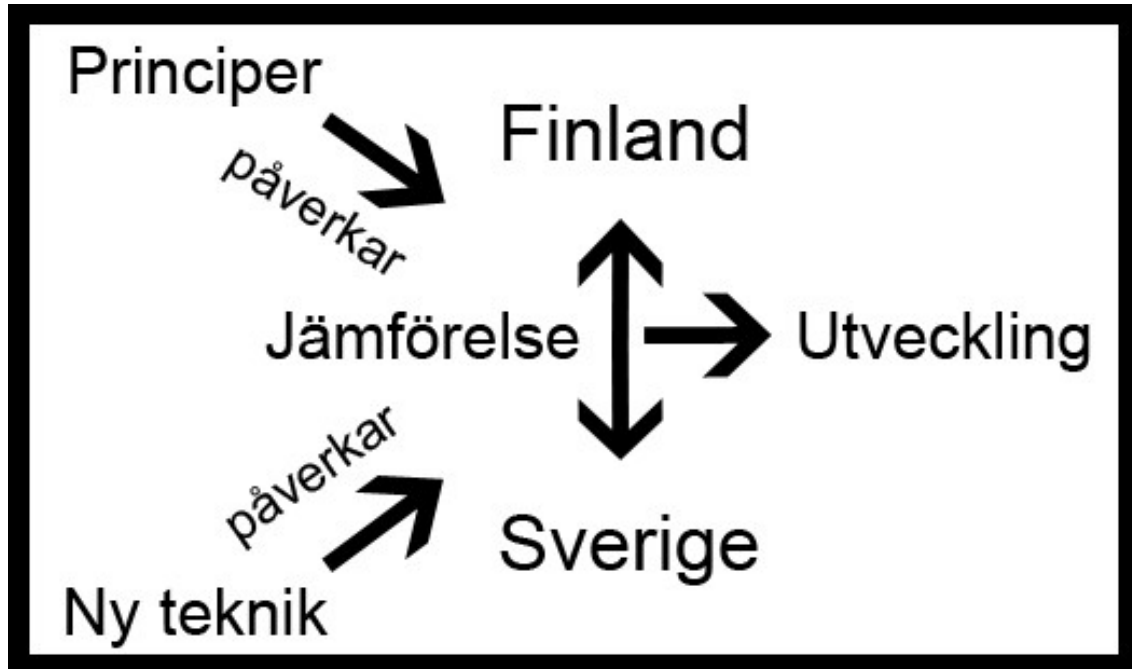 Principer
Finland
påverkar
Jämförelse
Utveckling
påverkar
Sverige
Ny teknik